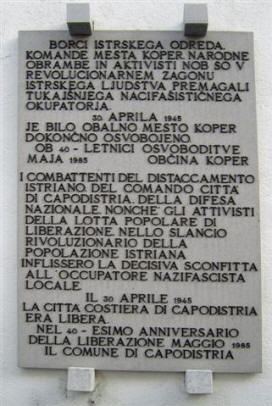 BORCI ISTRSKEGA ODREDA.
KOMANDE MESTA KOPER NARODNE
OBRAMBE IN AKTIVISTI NOB SO V
REVOLUCIONARNEM ZAGONU
ISTRSKEGA LJUDSTVA PREMAGALI
TUKAJŠNJEGA NACIFAŠISTIČNEGA
OKUPATORJA.
30. APRILA 1945
JE BILO OBALNO MESTO KOPER
DOKONČNO OSVOBOJENO
OB 40 - LETNICI OSVOBODITVE
MAJA 1985 OBČINA KOPER
I COMBATTENTI DEL DISTACCAMENTO
ISTRIANO. DEL COMANDO CITTÀ
DI CAPODISTRIA. DELLA DIFESA
NAZIONALE NONCHÈ GLI ATTIVISTI
DELLA LOTTA POPOLARE DI
LIBERAZIONE. NELLO SLANCIO
RIVOLUZIONARIO DELLA
POPOLAZIONE ISTRIANA
INFLISSERO LA DECISIVA SCONFITTA
ALL'OCCUPATORE NAZIFASCISTA
LOCALE
IL 30 APRILE 1945
LA CITTÀ COSTIERA DI CAPODISTRIA
ERA LIBERA.
NEL 40 - ESIMO ANNIVERSARIO
DELLA LIBERAZIONE MAGGIO 1985
IL COMUNE DI CAPODISTRIA